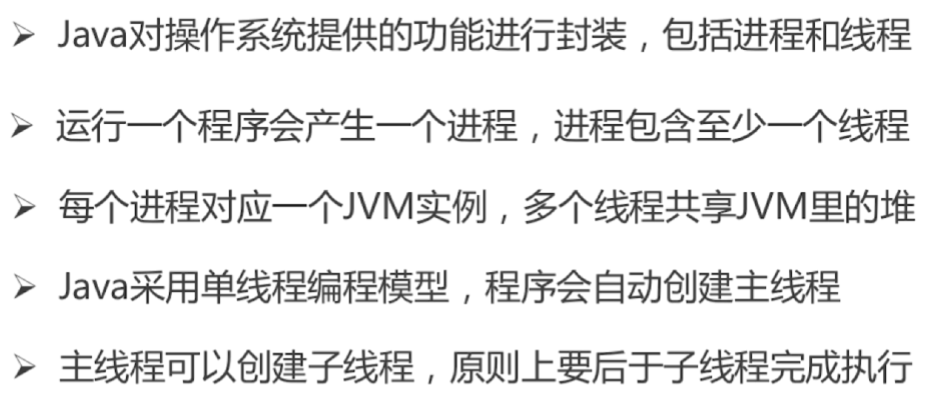 Java对操作系统提供的功能进行封装，包括进程和线程
运行一个程序会产生一个进程，进程包含至少一个线程
每个进程对应一个JVM实例，多个线程共享JVM里的堆
Java采用单线程编程模型，程序会自动创建主线程
主线程可以创建子线程，原则上要后于子线程完成执行